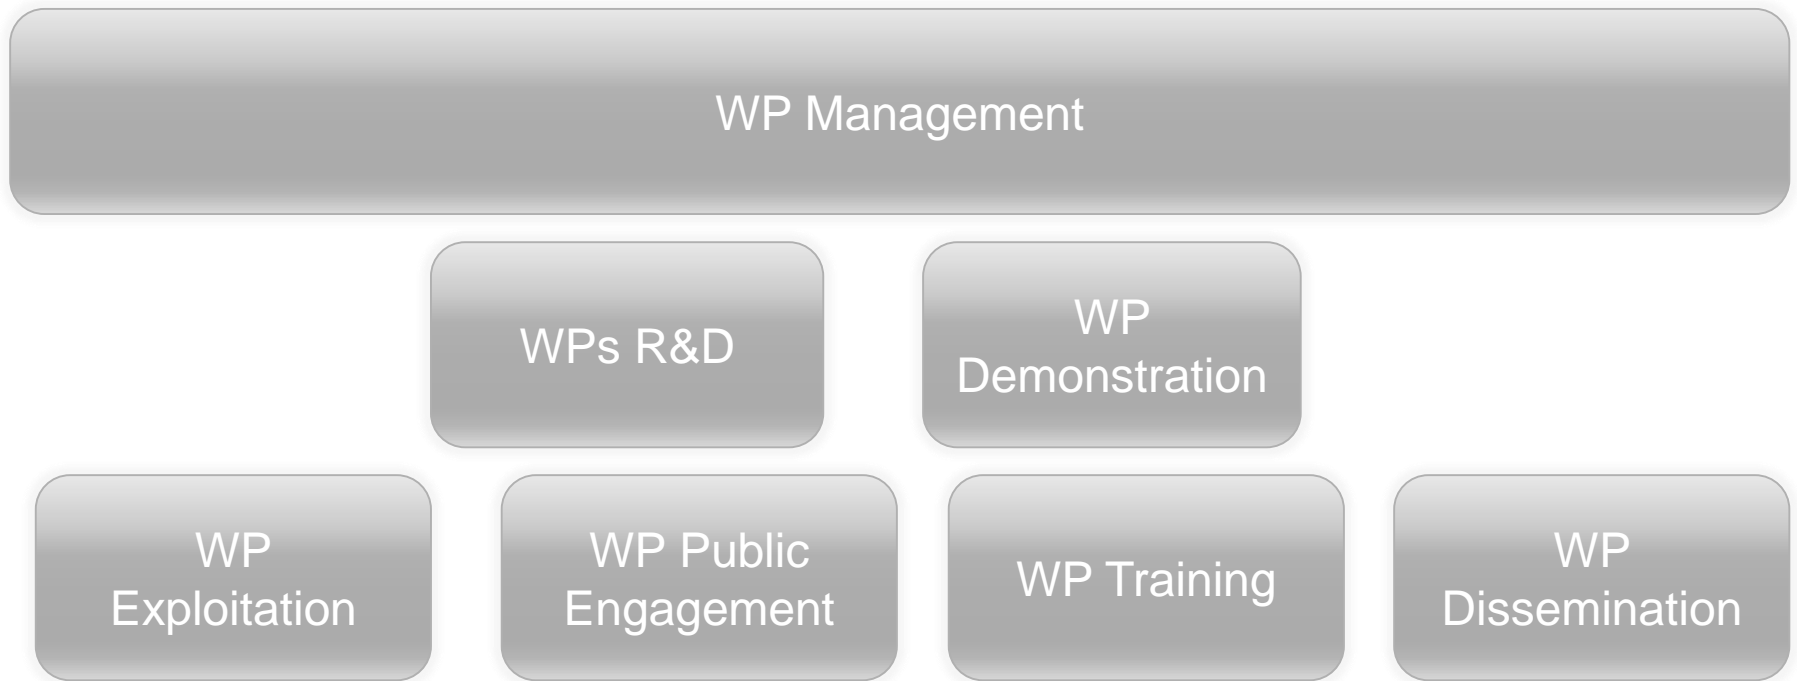 WP Management
WPs R&D
WP
Demonstration
WP
Exploitation
WP Public
Engagement
WP Training
WP
Dissemination